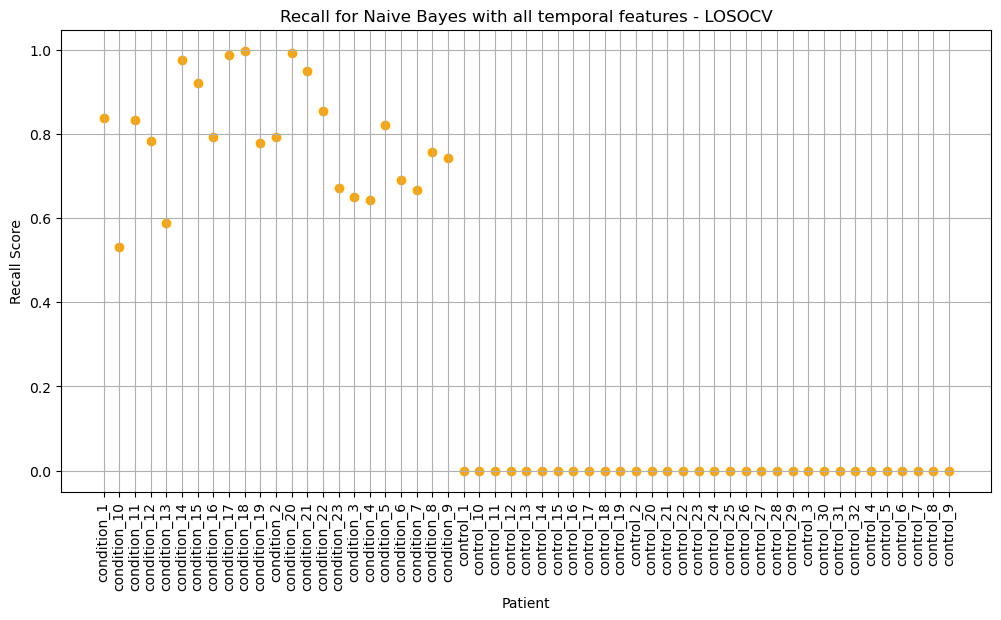 Recall for Naive Bayes with all temporal features - LOSOCV
Recall Score
1.0
0.8
0.6
0.4
0.2
0.0
condition_1
condition_10
condition_11
condition_12
condition_13
condition_14
condition_15
condition_16
condition_17
condition_18
condition_19
condition_2
condition_20
condition_21
condition_22
condition_23
condition_3
condition_4
condition_5
condition_6
condition_7
condition_8
condition_9
control_1
control_10
control_11
control_12
control_13
control_14
control_15
control_16
control_17
control_18
control_19
control_2
control_20
control_21
control_22
control_23
control_24
control_25
control_26
control_27
control_28
control_29
control_3
control_30
control_31
control_32
control_4
control_5
control_6
control_7
control_8
control_9
Patient